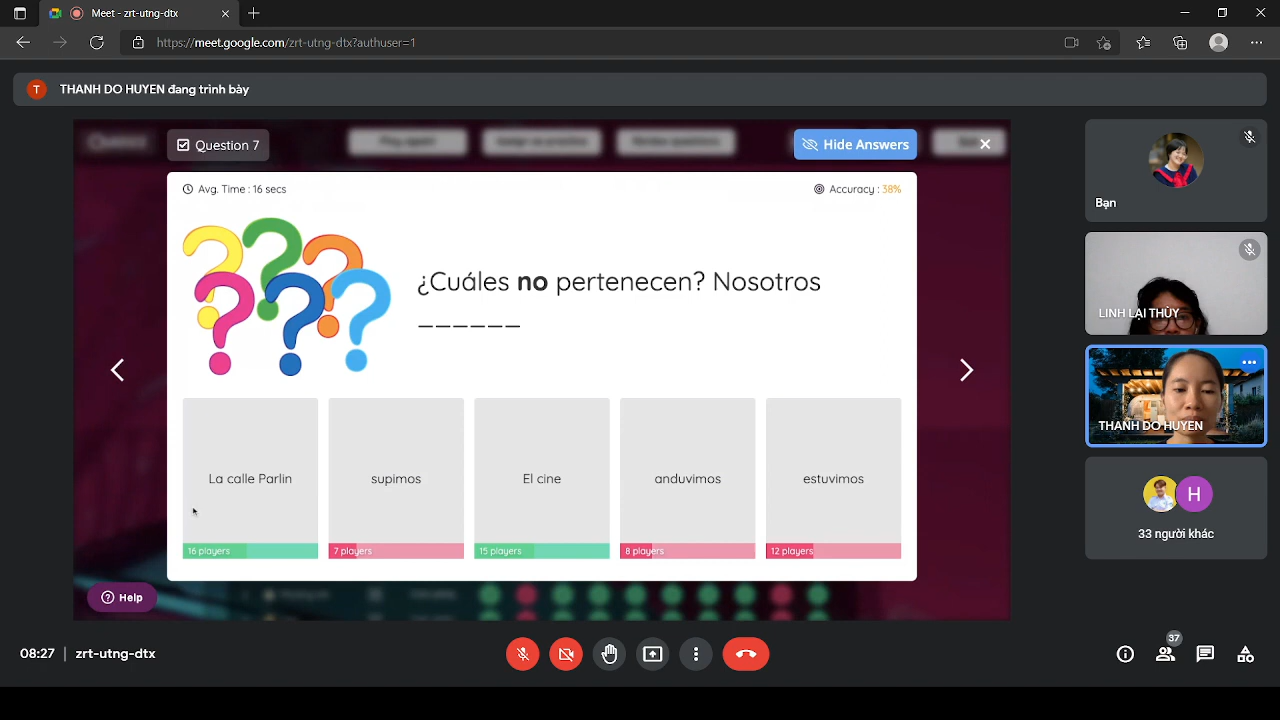 Meet - zrt-utng-dtx
https://meet.google.com/zrt-utng-dtx?authuser=1
T THANH DO HUYEN đang trình bày
Question 7
Hide Answers
Avg. Time : 16 secs
Accuracy : 38%
¿Cuáles no pertenecen? Nosotros
______
La calle Parlin
supimos
El cine
anduvimos
estuvimos
16 players
7 players
15 players
8 players
12 players
Help
Bạn
LINH LẠI THÙY
THANH DO HUYEN
H
33 người khác
08:27 | zrt-utng-dtx
37